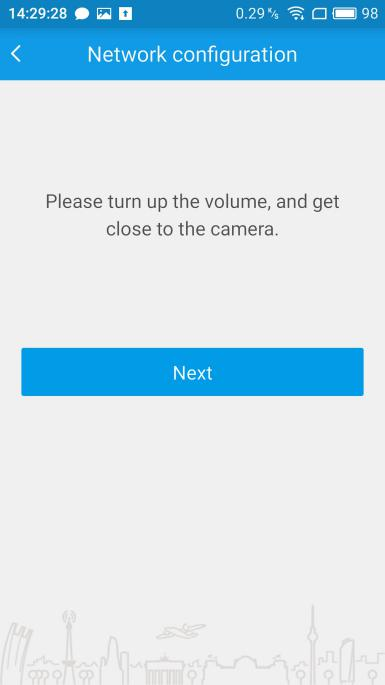 14:29:28 0.29 K/s 98
Network configuration
Please turn up the volume, and get
close to the camera.
Next